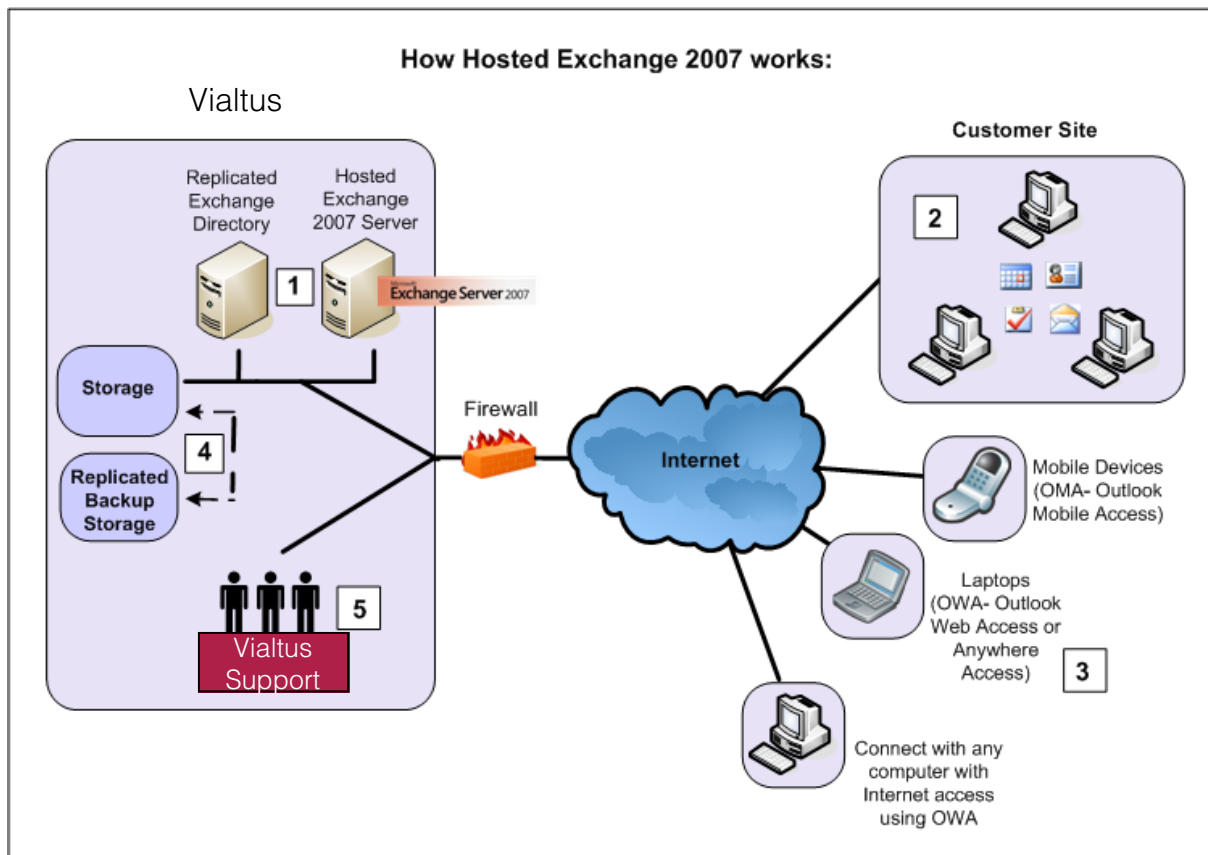 How Hosted Exchange 2007 works:
Vialtus
Replicated
Exchange
Directory
Hosted
Exchange
2007 Server
1
Microsoft
Exchange Server 2007
Storage
4
Replicated
Backup
Storage
5
Vialtus
Support
Firewall
Internet
Customer Site
2
Mobile Devices
(OMA- Outlook
Mobile Access)
Laptops
(OWA- Outlook
Web Access or
Anywhere
Access)
3
Connect with any
computer with
Internet access
using OWA